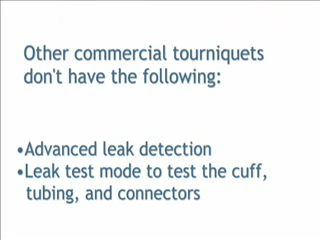 Other commercial tourniquets
don't have the following:
•Advanced leak detection
•Leak test mode to test the cuff,
tubing, and connectors